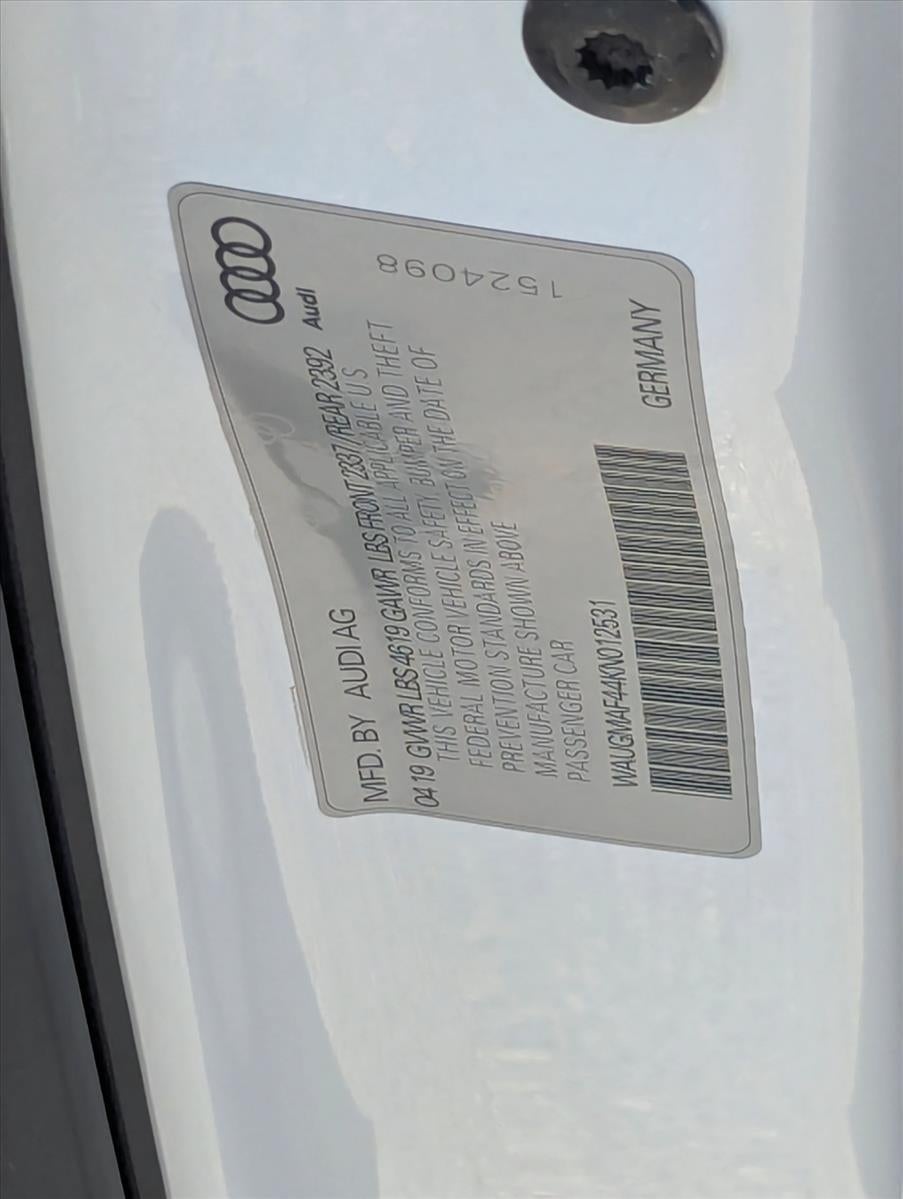 MFD. BY AUDI AG
Audi
04 19 GVWR LBS 4619 GAWR LBS FRONT 2337/REAR 2392
THIS VEHICLE CONFORMS TO ALL APPLICABLE U S
FEDERAL MOTOR VEHICLE SAFETY, BUMPER AND THEFT
PREVENTION STANDARDS IN EFFECT ON THE DATE OF
MANUFACTURE SHOWN ABOVE
PASSENGER CAR
1524098
WAUGMAF44KN012531
GERMANY